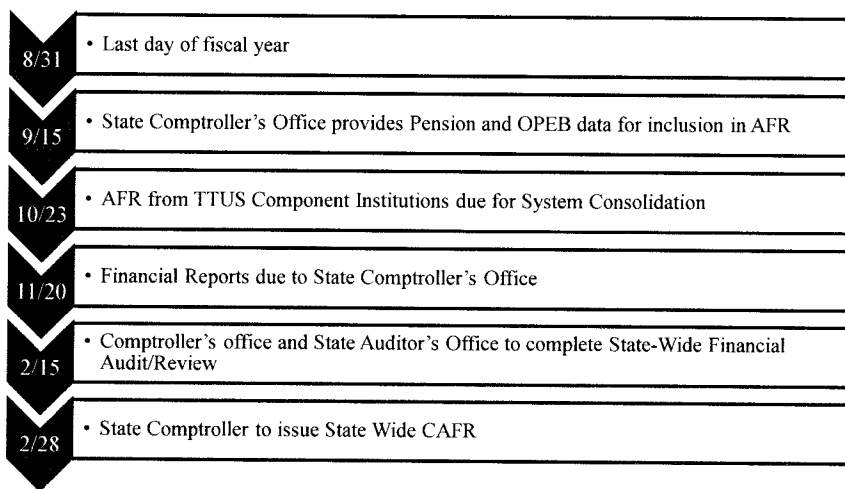 8/31
• Last day of fiscal year
9/15
• State Comptroller's Office provides Pension and OPEB data for inclusion in AFR
10/23
• AFR from TTUS Component Institutions due for System Consolidation
11/20
• Financial Reports due to State Comptroller's Office
2/15
• Comptroller's office and State Auditor's Office to complete State-Wide Financial
Audit/Review
2/28
• State Comptroller to issue State Wide CAFR